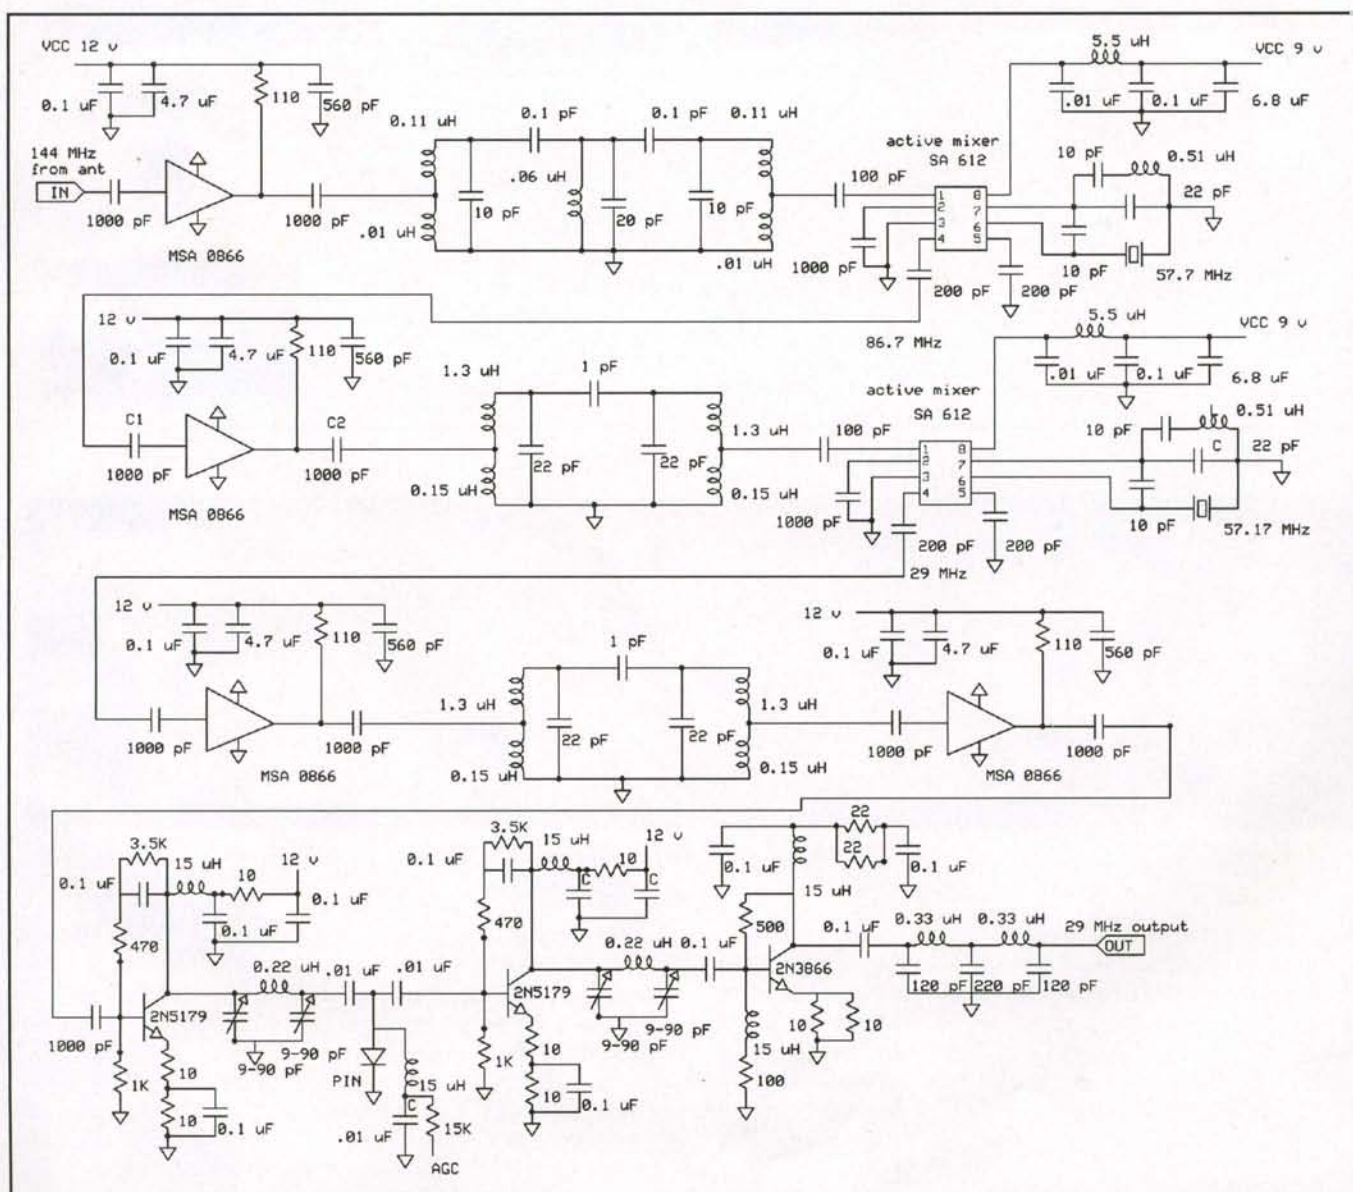 VCC 12 v
0.1 uF
4.7 uF
110
560 pF
144 MHz
from ant
IN
1000 pF
1000 pF
MSA 0866
0.11 uH
0.1 pF
0.1 pF
0.11 uH
.06 uH
10 pF
20 pF
10 pF
.01 uH
.01 uH
100 pF
active mixer
SA 612
1
2
3
4
8
7
6
5
1000 pF
200 pF
200 pF
5.5 uH
VCC 9 v
.01 uF
0.1 uF
6.8 uF
10 pF
0.51 uH
22 pF
10 pF
57.7 MHz
12 v
0.1 uF
4.7 uF
110
560 pF
C1
1000 pF
C2
1000 pF
MSA 0866
1.3 uH
1 pF
1.3 uH
22 pF
22 pF
0.15 uH
0.15 uH
86.7 MHz
active mixer
SA 612
100 pF
1
2
3
4
8
7
6
5
1000 pF
200 pF
200 pF
5.5 uH
VCC 9 v
.01 uF
0.1 uF
6.8 uF
10 pF
0.51 uH
C
22 pF
10 pF
57.17 MHz
29 MHz
12 v
0.1 uF
4.7 uF
110
560 pF
1000 pF
1000 pF
MSA 0866
1.3 uH
1 pF
1.3 uH
22 pF
22 pF
0.15 uH
0.15 uH
12 v
0.1 uF
4.7 uF
110
560 pF
1000 pF
1000 pF
MSA 0866
3.5K
0.1 uF
15 uH
10
12 v
0.1 uF
0.1 uF
470
0.22 uH
.01 uF
.01 uF
2N5179
1000 pF
9-90 pF
1K
10
10
0.1 uF
PIN
15 uH
C
.01 uF
15K
AGC
3.5K
0.1 uF
15 uH
10
12 v
C
C
470
2N5179
0.22 uH
0.1 uF
9-90 pF
1K
10
10
0.1 uF
0.1 uF
22
22
0.1 uF
15 uH
500
2N3866
0.1 uF
0.33 uH
0.33 uH
29 MHz output
OUT
120 pF
220 pF
120 pF
10
10
15 uH
100